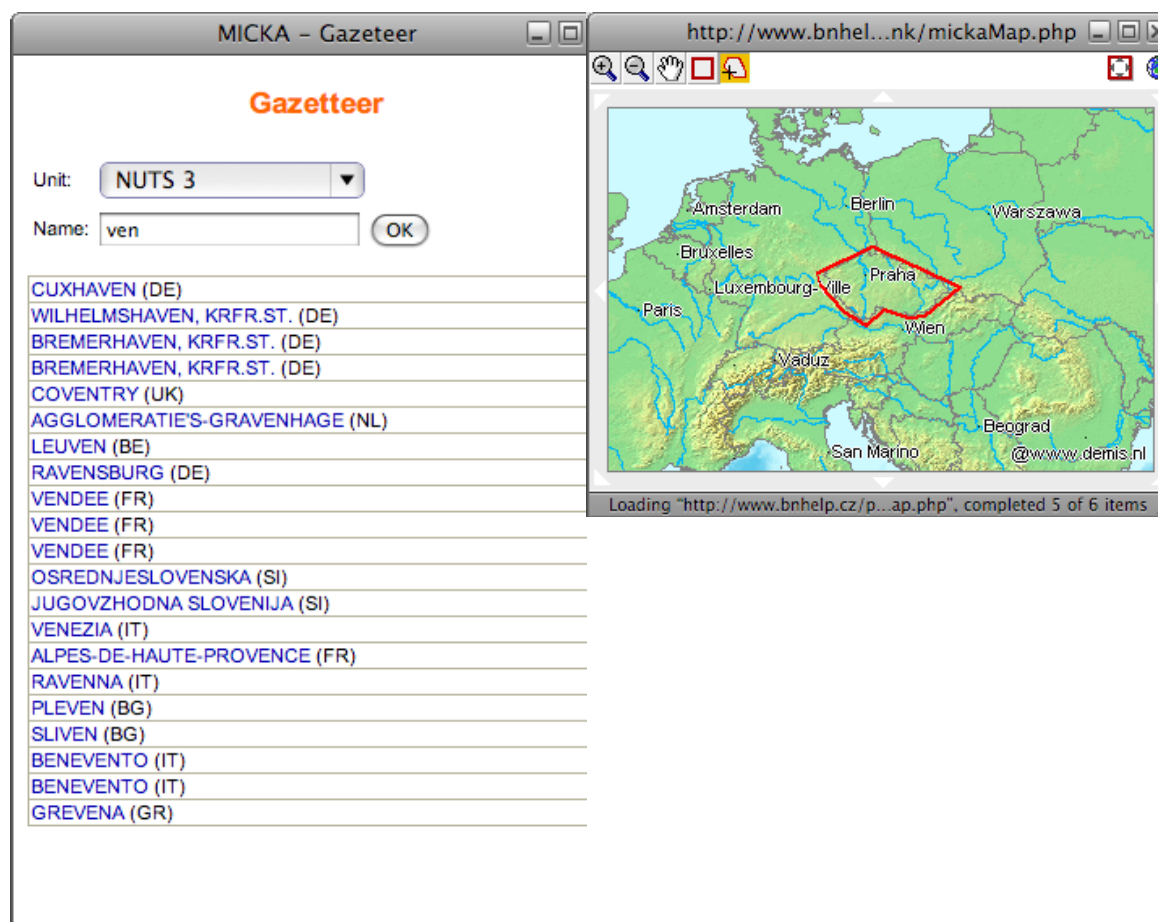 MICKA – Gazeteer
Gazetteer
Unit: NUTS 3
Name: ven OK
CUXHAVEN (DE)
WILHELMSHAVEN, KRFR.ST. (DE)
BREMERHAVEN, KRFR.ST. (DE)
BREMERHAVEN, KRFR.ST. (DE)
COVENTRY (UK)
AGGLOMERATIE'S-GRAVENHAGE (NL)
LEUVEN (BE)
RAVENSBURG (DE)
VENDEE (FR)
VENDEE (FR)
VENDEE (FR)
OSREDNJESLOVENSKA (SI)
JUGOVZHODNA SLOVENIJA (SI)
VENEZIA (IT)
ALPES-DE-HAUTE-PROVENCE (FR)
RAVENNA (IT)
PLEVEN (BG)
SLIVEN (BG)
BENEVENTO (IT)
BENEVENTO (IT)
GREVENA (GR)
http://www.bnhel...nk/mickaMap.php
Amsterdam
Berlin
Warszawa
Bruxelles
Praha
Luxembourg-Ville
Paris
Wien
Vaduz
Beograd
San Marino
@www.demis.nl
Loading "http://www.bnhelp.cz/p...ap.php", completed 5 of 6 items